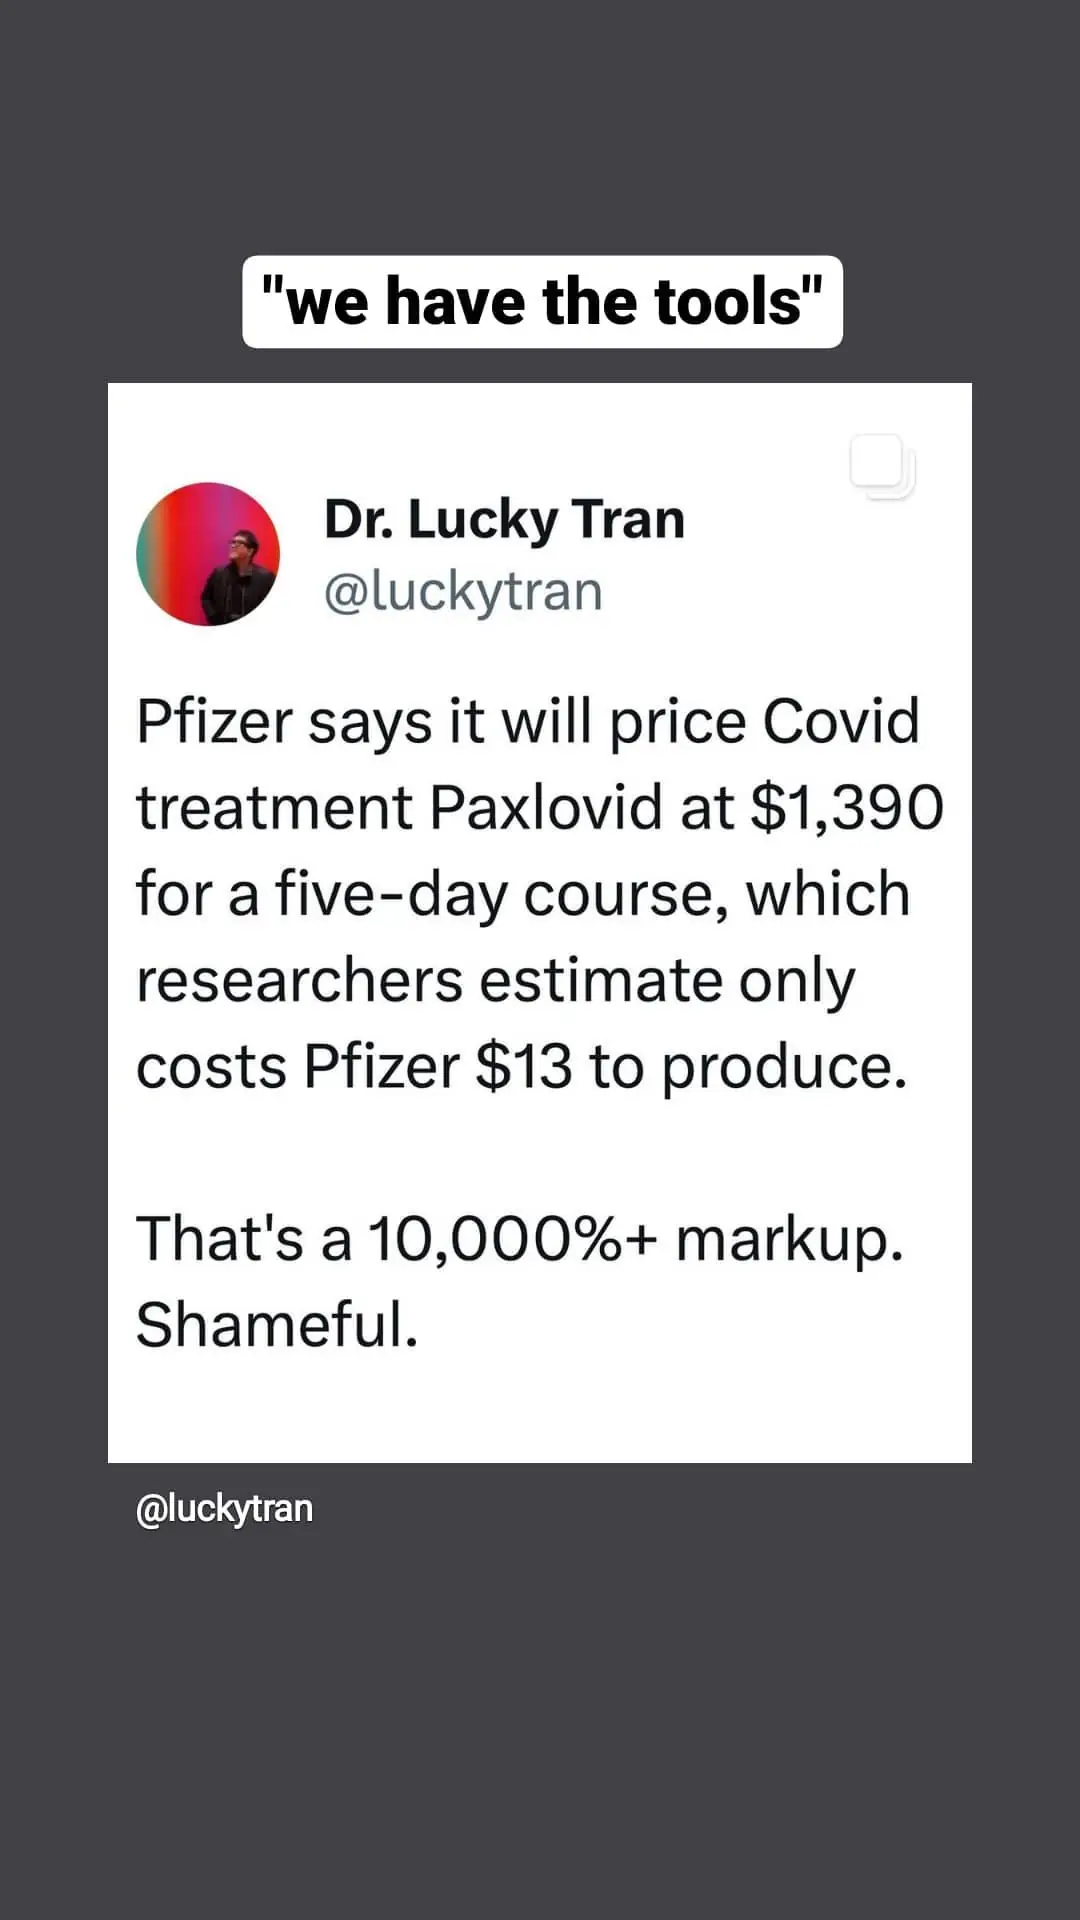 "we have the tools"
Dr. Lucky Tran
@luckytran
Pfizer says it will price Covid
treatment Paxlovid at $1,390
for a five-day course, which
researchers estimate only
costs Pfizer $13 to produce.
That's a 10,000%+ markup.
Shameful.
@luckytran